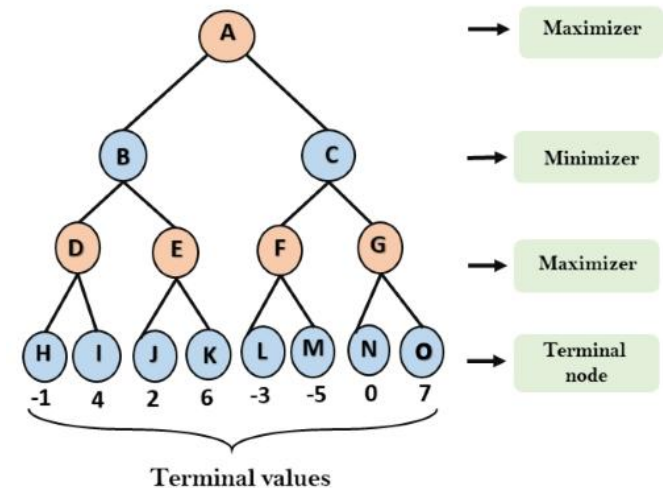 A
Maximizer
B
C
Minimizer
D
E
F
G
Maximizer
H
I
J
K
L
M
N
O
Terminal
node
-1
4
2
6
-3
-5
0
7
Terminal values